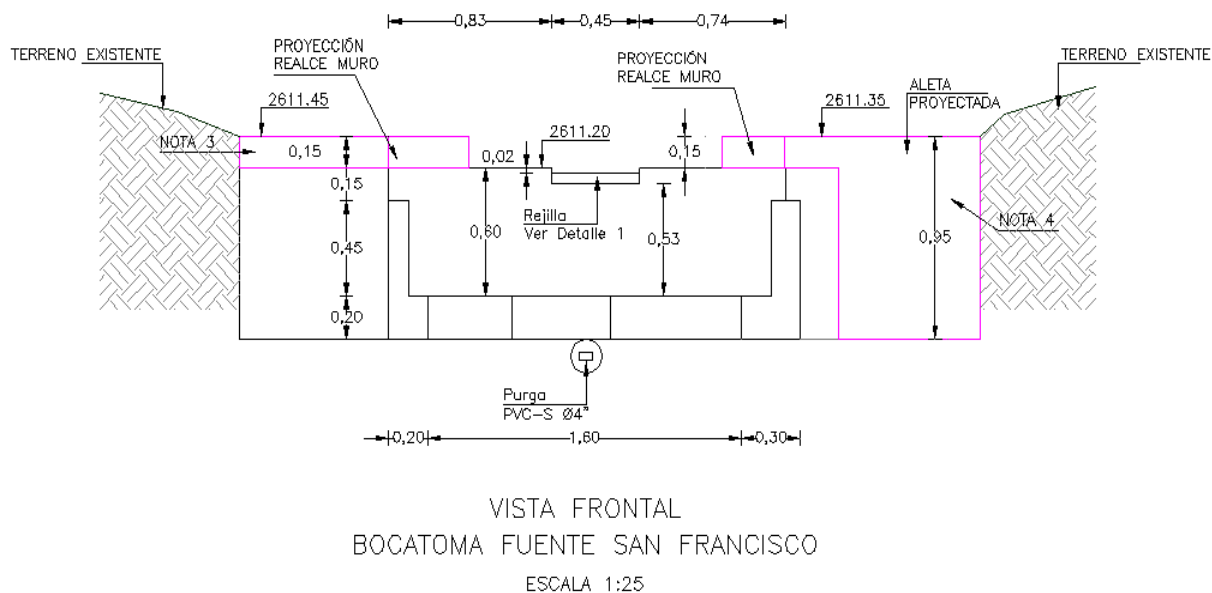 0,83
0,45
0,74
TERRENO EXISTENTE
PROYECCIÓN
REALCE MURO
PROYECCIÓN
REALCE MURO
TERRENO EXISTENTE
ALETA
PROYECTADA
2611.45
2611.35
2611.20
NOTA 3
0,15
0,02
0,15
0,15
Rejilla
Ver Detalle 1
NOTA 4
0,60
0,53
0,95
0,45
0,20
Purga
PVC-S Ø4"
0,20
1,60
0,30
VISTA FRONTAL
BOCATOMA FUENTE SAN FRANCISCO
ESCALA 1:25